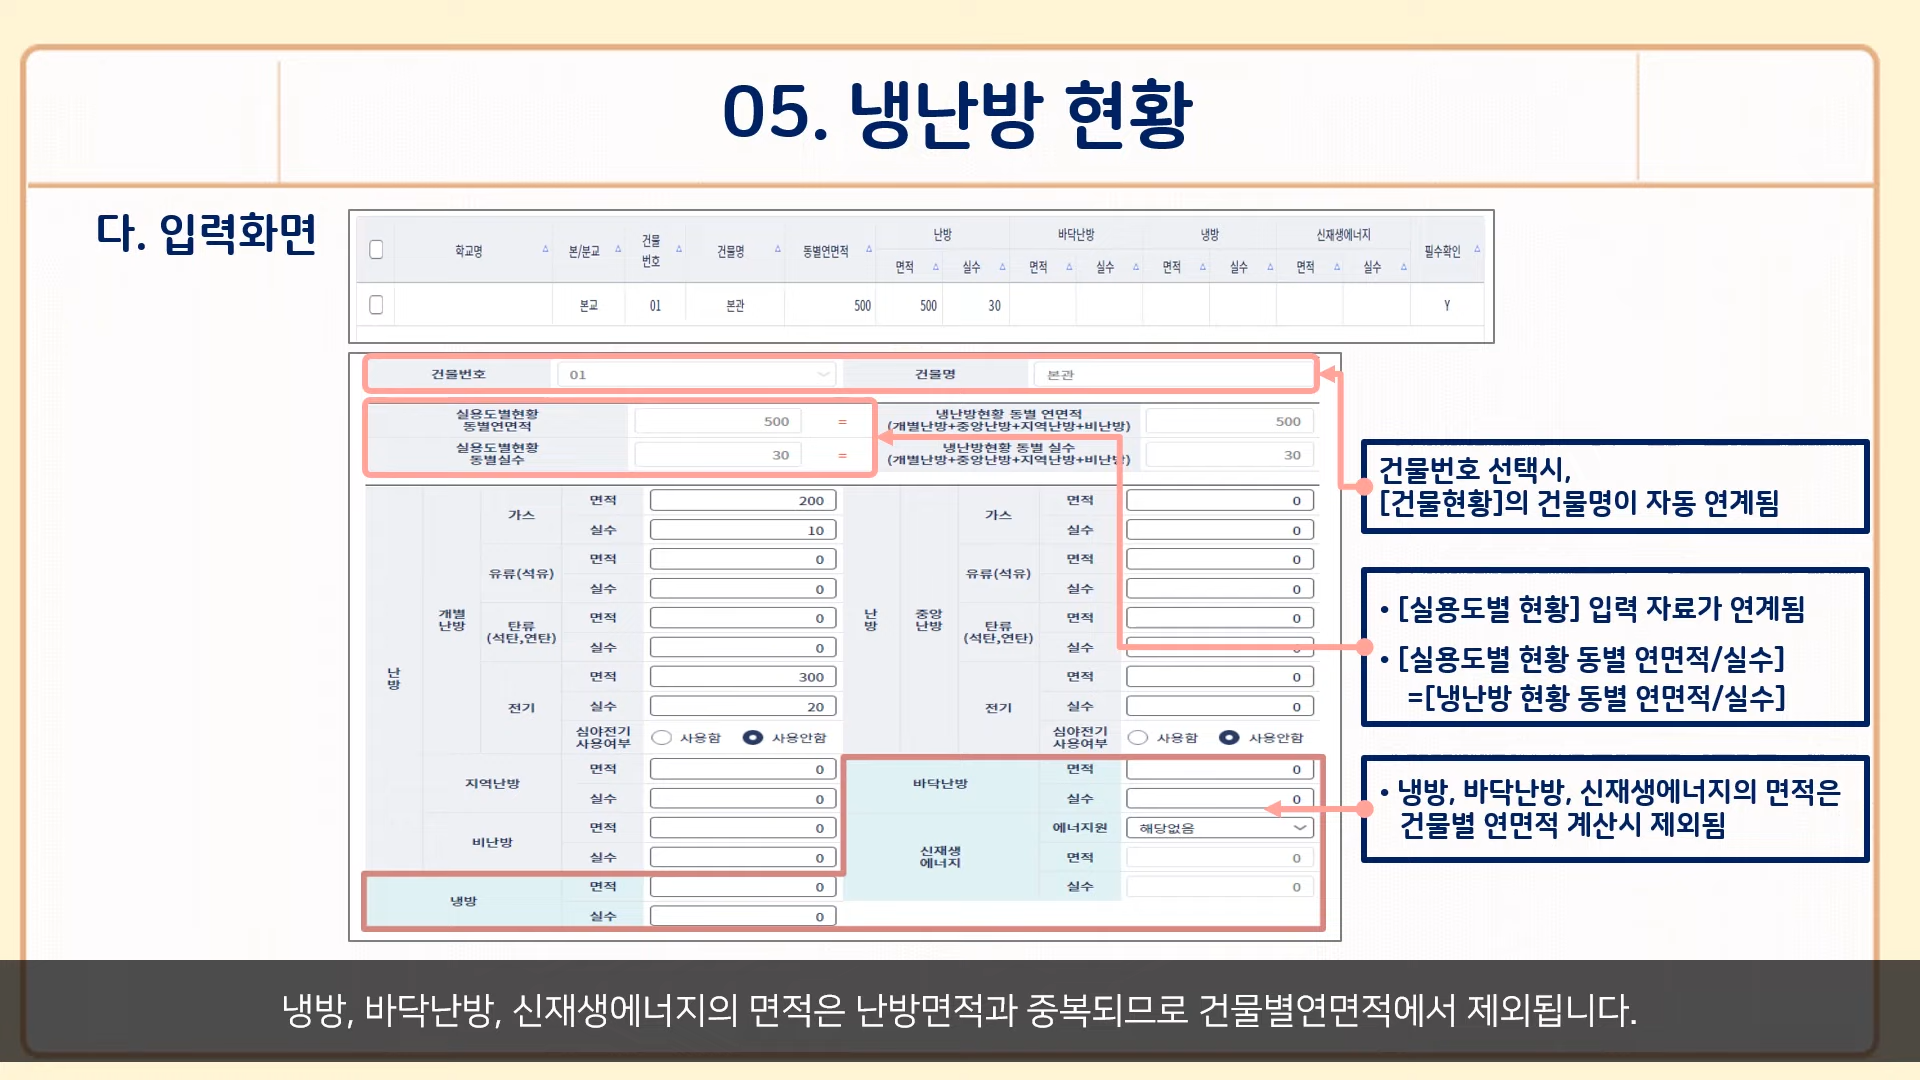 05. 냉난방 현황
다. 입력화면
학교명 본/분교 건물 번호 건물명 동별연면적 난방 바닥난방 냉방 신재생에너지 필수확인
면적 실수 면적 실수 면적 실수 면적 실수
본교 01 본관 500 500 30 Y
건물번호 01 건물명 본관
실용도별현황
동별연면적
500 =
냉난방현황 동별 연면적
(개별난방+중앙난방+지역난방+비난방)
500
실용도별현황
동별실수
30 =
냉난방현황 동별 실수
(개별난방+중앙난방+지역난방+비난방)
30
난방
개별
난방
가스
면적 200
실수 10
유류(석유)
면적 0
실수 0
탄류
(석탄,연탄)
면적 0
실수 0
전기
면적 300
실수 20
심야전기
사용여부
사용함 사용안함
지역난방
면적 0
실수 0
비난방
면적 0
실수 0
냉방
면적 0
실수 0
난방
중앙
난방
가스
면적 0
실수 0
유류(석유)
면적 0
실수 0
탄류
(석탄,연탄)
면적 0
실수 0
전기
면적 0
실수 0
심야전기
사용여부
사용함 사용안함
바닥난방
면적 0
실수 0
신재생
에너지
에너지원 해당없음
면적 0
실수 0
건물번호 선택시,
[건물현황]의 건물명이 자동 연계됨
• [실용도별 현황] 입력 자료가 연계됨
• [실용도별 현황 동별 연면적/실수]
=[냉난방 현황 동별 연면적/실수]
• 냉방, 바닥난방, 신재생에너지의 면적은
건물별 연면적 계산시 제외됨
냉방, 바닥난방, 신재생에너지의 면적은 난방면적과 중복되므로 건물별연면적에서 제외됩니다.